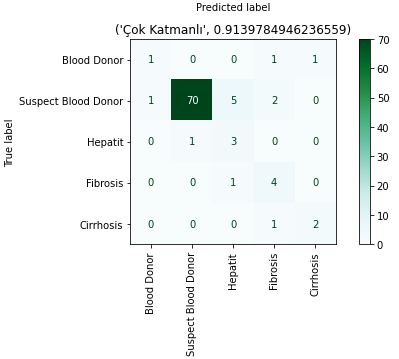 Predicted label
('Çok Katmanlı', 0.9139784946236559)
True label
Blood Donor 1 0 0 1 1
Suspect Blood Donor 1 70 5 2 0
Hepatit 0 1 3 0 0
Fibrosis 0 0 1 4 0
Cirrhosis 0 0 0 1 2
Blood Donor
Suspect Blood Donor
Hepatit
Fibrosis
Cirrhosis
70
60
50
40
30
20
10
0